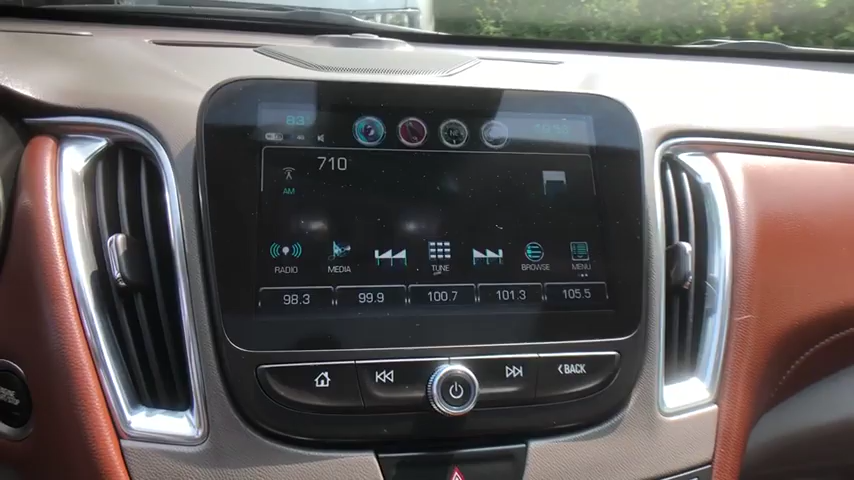 83
710
AM
RADIO MEDIA TUNE BROWSE MENU
98.3 99.9 100.7 101.3 105.5
BACK